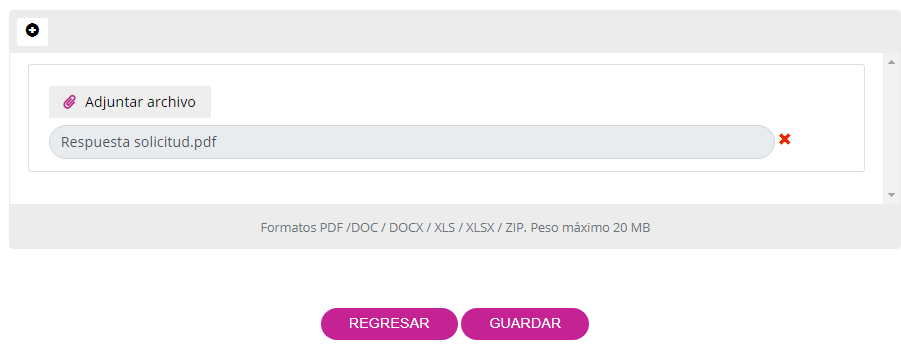 Adjuntar archivo
Respuesta solicitud.pdf
Formatos PDF /DOC / DOCX / XLS / XLSX / ZIP. Peso máximo 20 MB
REGRESAR GUARDAR